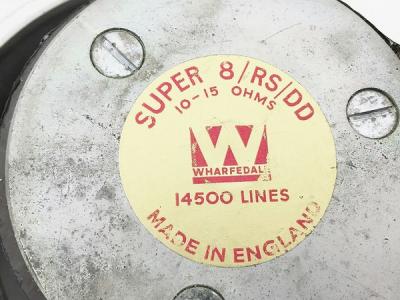 SUPER 8/RS/DD
10-15 OHMS
W
WHARFEDALE
14500 LINES
MADE IN ENGLAND